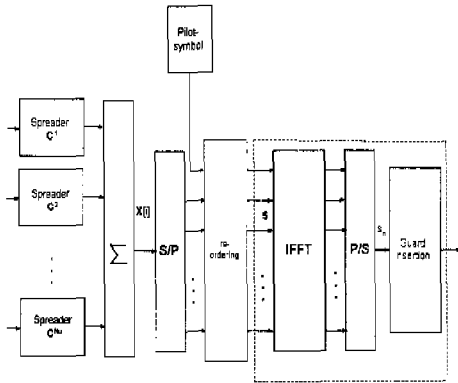 Pilot-
symbol
Spreader
C¹
Spreader
C²
Spreader
C^Nu
Σ
X[i]
S/P
re-
ordering
S
IFFT
P/S
Sₙ
Guard
insertion